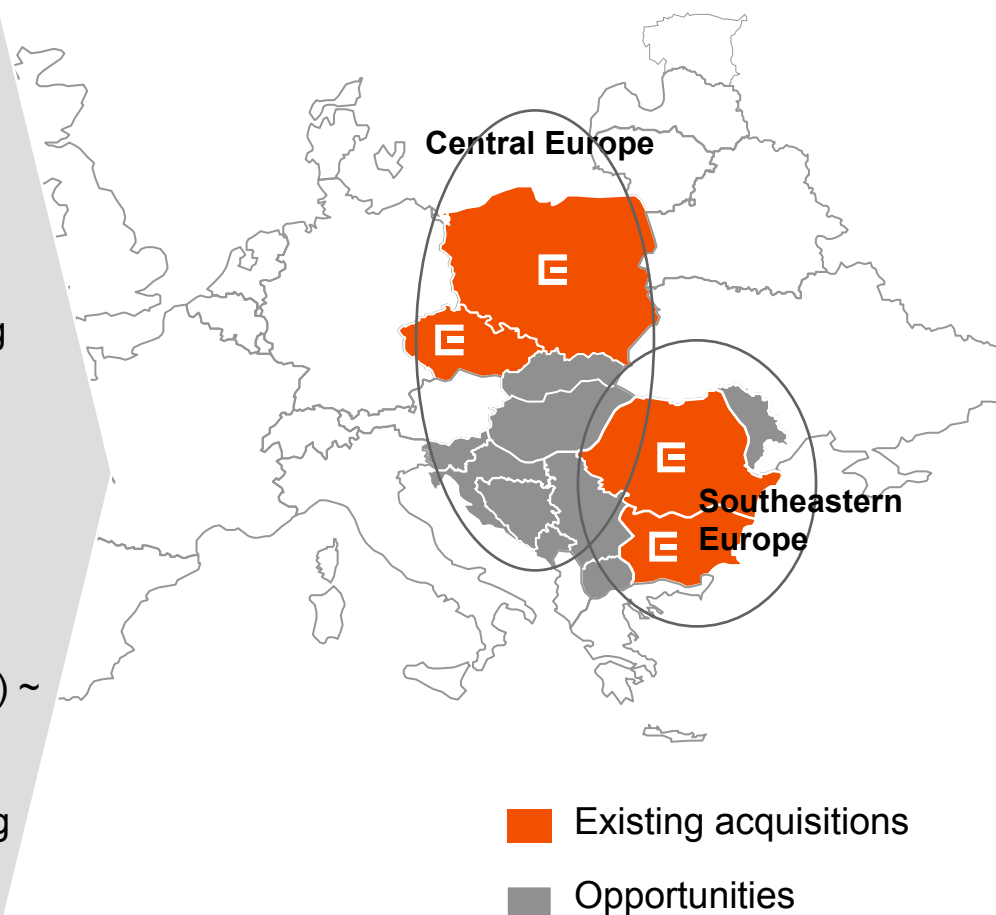 Central Europe
g
Southeastern
Europe
) ~
g
Existing acquisitions
Opportunities